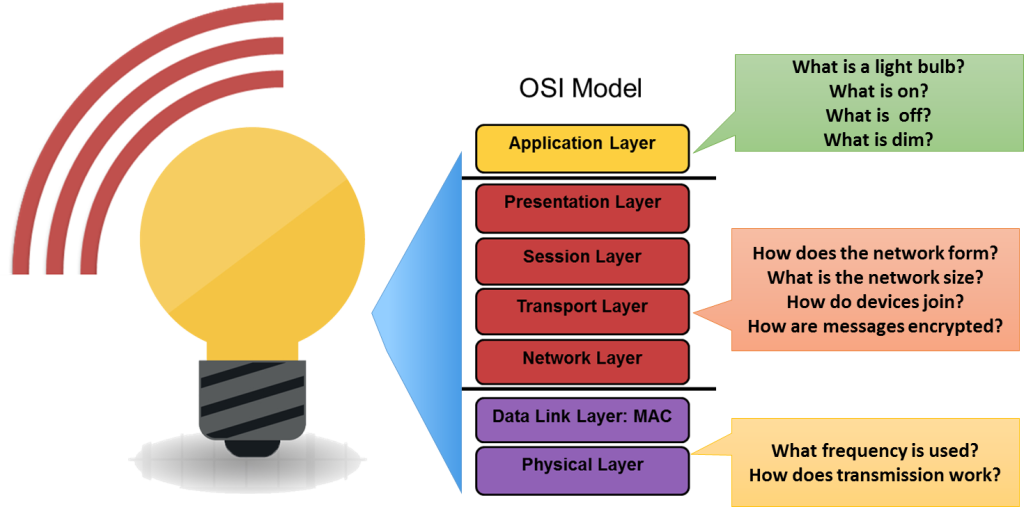 OSI Model
Application Layer
Presentation Layer
Session Layer
Transport Layer
Network Layer
Data Link Layer: MAC
Physical Layer
What is a light bulb?
What is on?
What is  off?
What is dim?
How does the network form?
What is the network size?
How do devices join?
How are messages encrypted?
What frequency is used?
How does transmission work?